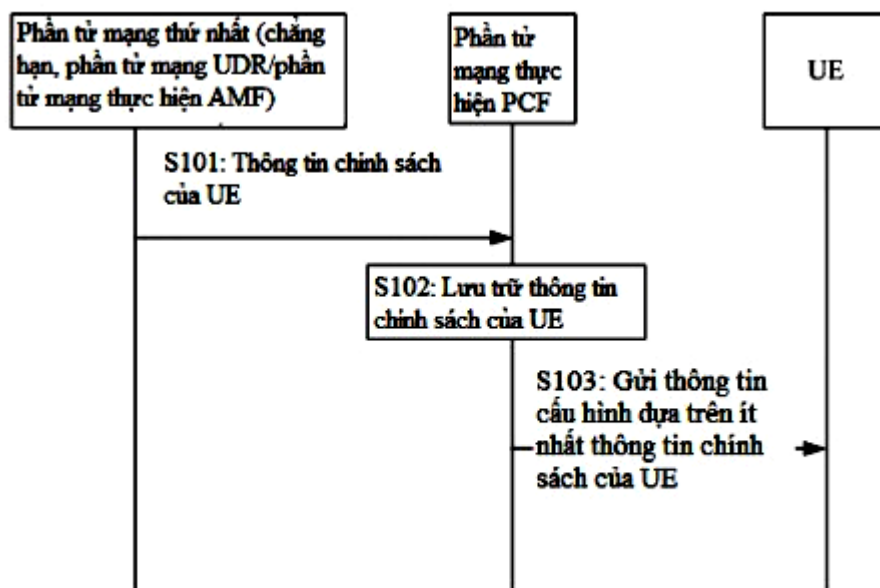 Phần tử mạng thứ nhất (chẳng
hạn, phần tử mạng UDR/phần
tử mạng thực hiện AMF)
Phần tử
mạng thực
hiện PCF
UE
S101: Thông tin chính sách
của UE
S102: Lưu trữ thông tin
chính sách của UE
S103: Gửi thông tin
cấu hình dựa trên ít
nhất thông tin chính
sách của UE